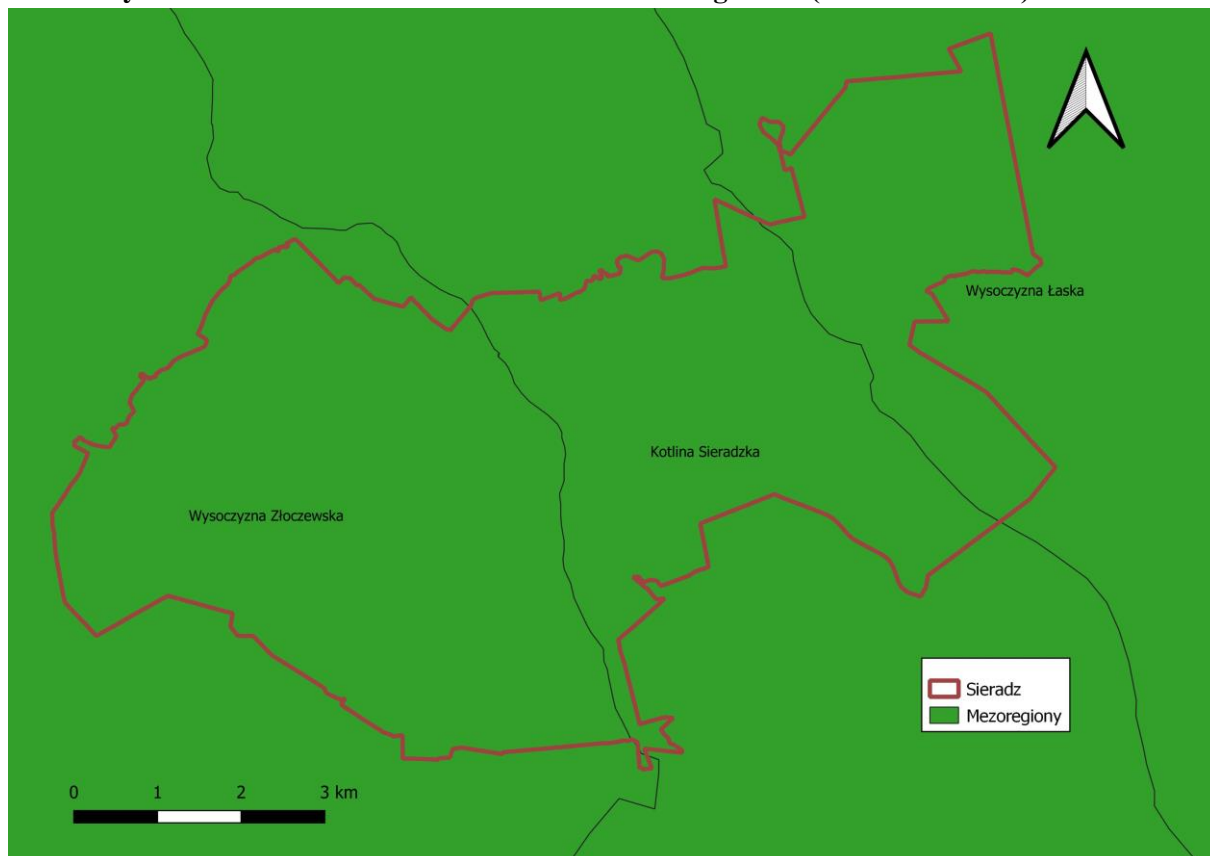 Wysoczyzna Łaska
Kotlina Sieradzka
Wysoczyzna Złoczewska
Sieradz
Mezoregiony
0 1 2 3 km